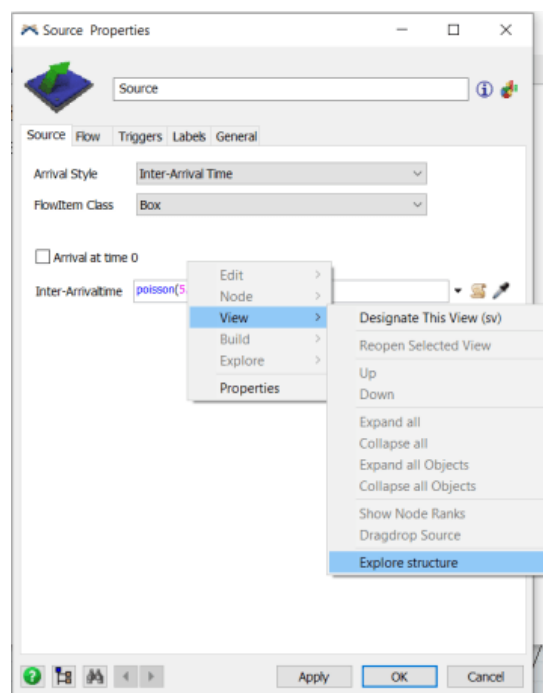 Source Properties
Source
Source Flow Triggers Labels General
Arrival Style Inter-Arrival Time
FlowItem Class Box
Arrival at time 0
Inter-Arrivaltime poisson(5.
Edit
Node
View
Build
Explore
Properties
Designate This View (sv)
Reopen Selected View
Up
Down
Expand all
Collapse all
Expand all Objects
Collapse all Objects
Show Node Ranks
Dragdrop Source
Explore structure
Apply OK Cancel